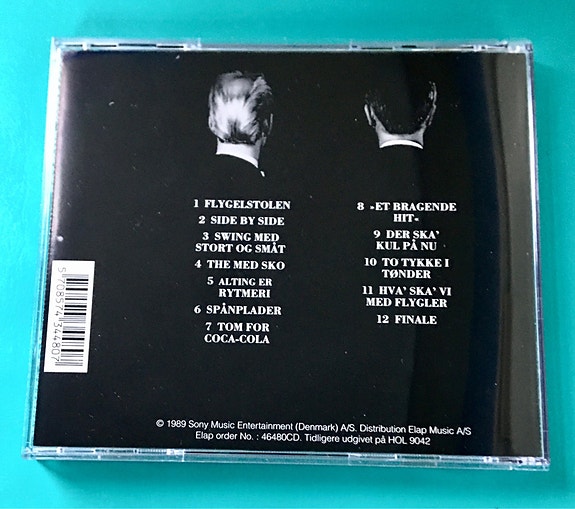 1 FLYGELSTOLEN
2 SIDE BY SIDE
3 SWING MED
STORT OG SMÅT
4 THE MED SKO
5 ALTING ER
RYTMERI
6 SPÅNPLADER
7 TOM FOR
COCA-COLA
8 »ET BRAGENDE
HIT«
9 DER SKA'
KUL PÅ NU
10 TO TYKKE I
TØNDER
11 HVA' SKA' VI
MED FLYGLER
12 FINALE
5 708574 344807
© 1989 Sony Music Entertainment (Denmark) A/S. Distribution Elap Music A/S
Elap order No. : 46480CD. Tidligere udgivet på HOL 9042